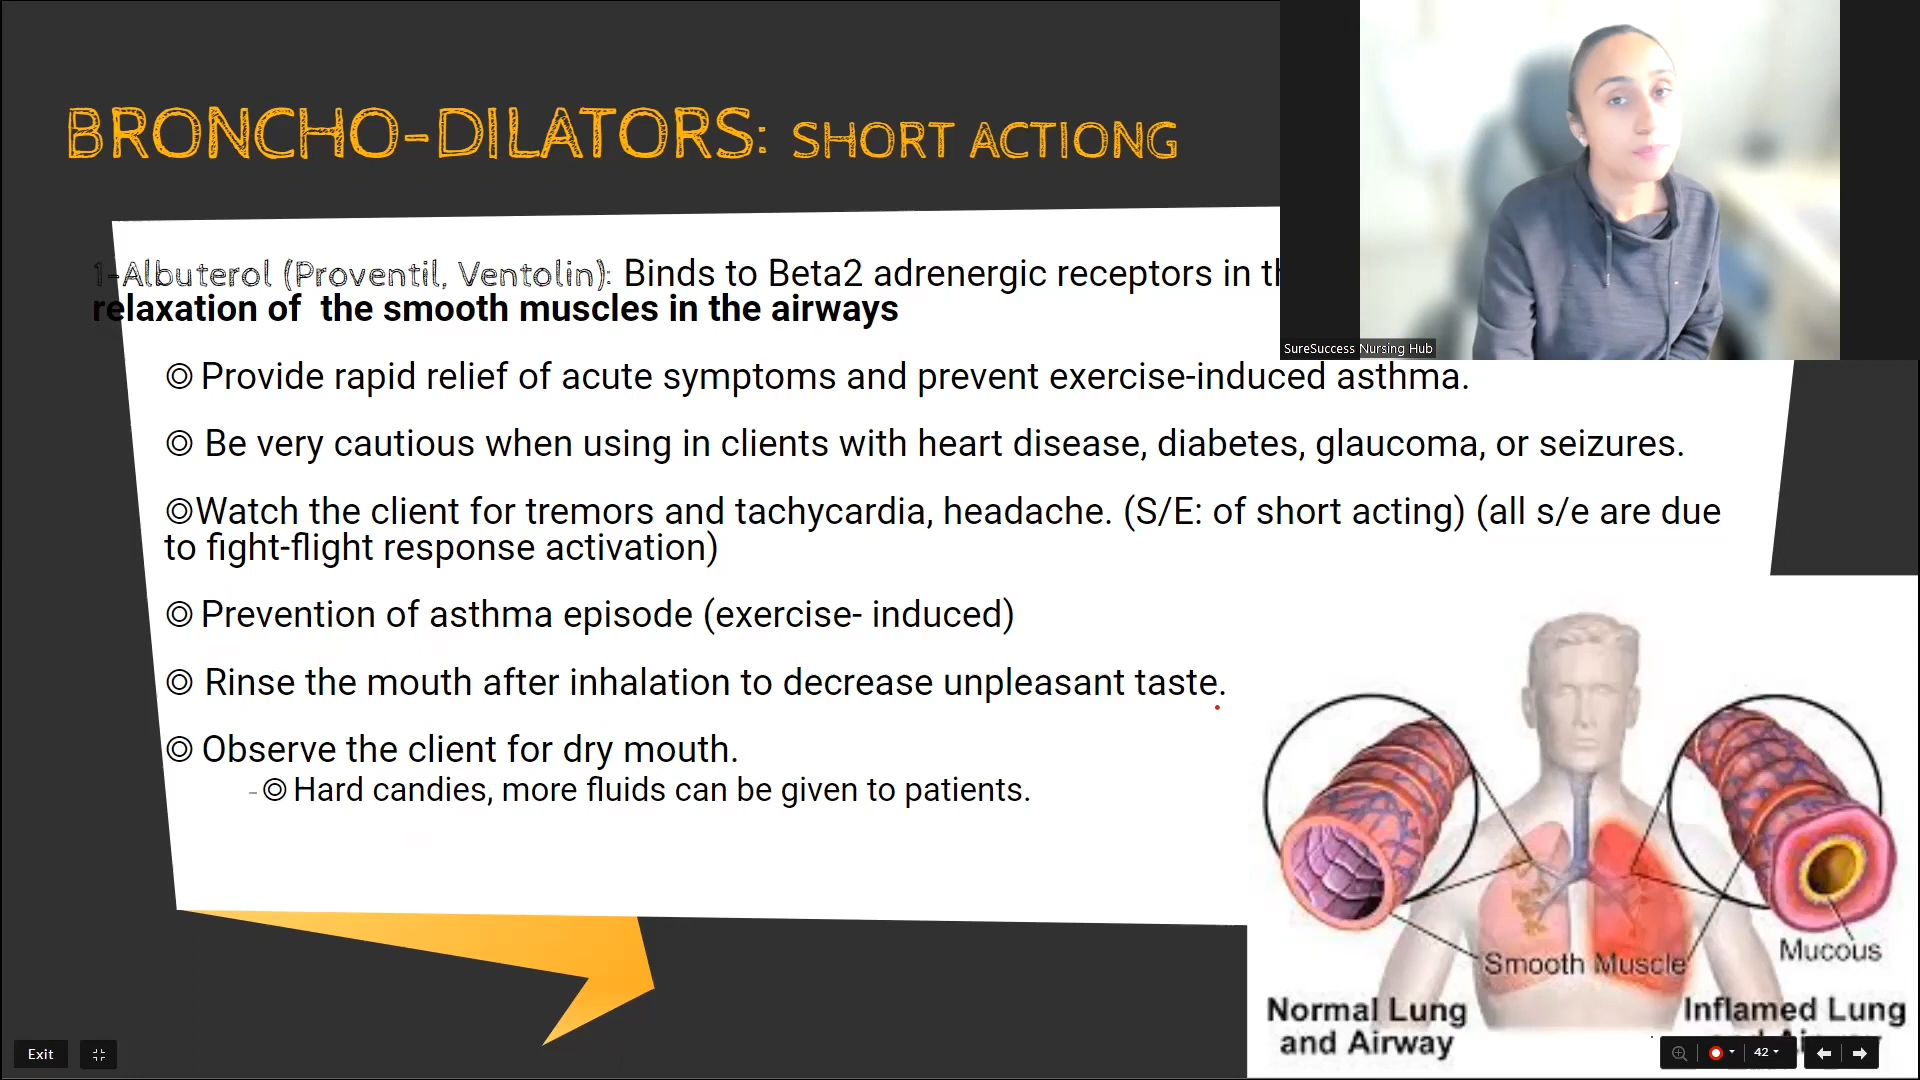 BRONCHO-DILATORS: SHORT ACTIONG
1-Albuterol (Proventil, Ventolin): Binds to Beta2 adrenergic receptors in
relaxation of  the smooth muscles in the airways
◎ Provide rapid relief of acute symptoms and prevent exercise-induced asthma.
◎ Be very cautious when using in clients with heart disease, diabetes, glaucoma, or seizures.
◎Watch the client for tremors and tachycardia, headache. (S/E: of short acting) (all s/e are due
to fight-flight response activation)
◎ Prevention of asthma episode (exercise- induced)
◎ Rinse the mouth after inhalation to decrease unpleasant taste.
◎ Observe the client for dry mouth.
-◎ Hard candies, more fluids can be given to patients.
SureSuccess Nursing Hub
Smooth Muscle
Mucous
Normal Lung
and Airway
Inflamed Lung
Exit
42